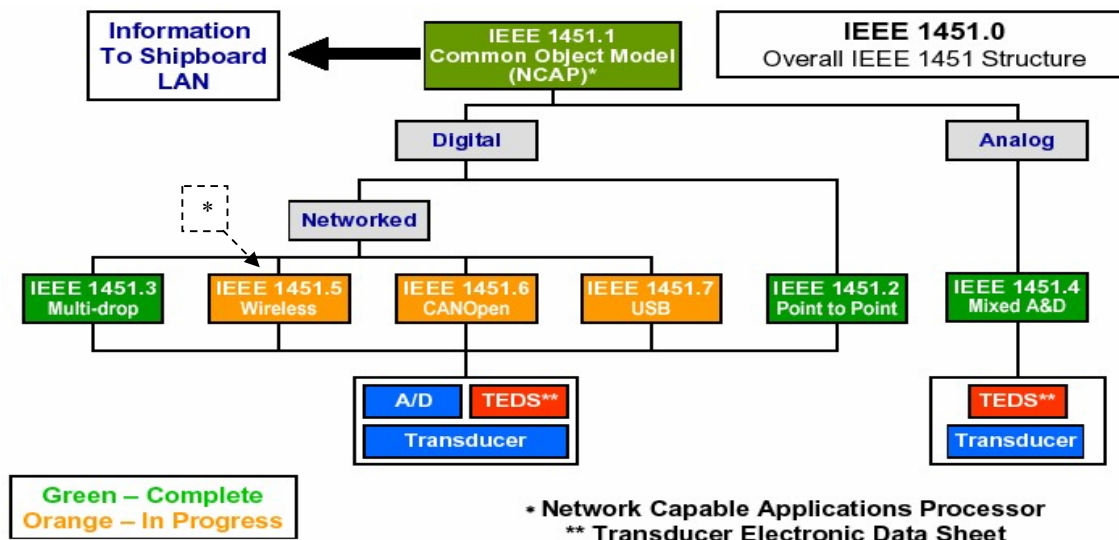 Information
To Shipboard
LAN
IEEE 1451.1
Common Object Model
(NCAP)*
IEEE 1451.0
Overall IEEE 1451 Structure
Digital
Analog
*
Networked
IEEE 1451.3
Multi-drop
IEEE 1451.5
Wireless
IEEE 1451.6
CANOpen
IEEE 1451.7
USB
IEEE 1451.2
Point to Point
IEEE 1451.4
Mixed A&D
A/D
TEDS**
Transducer
TEDS**
Transducer
Green – Complete
Orange – In Progress
* Network Capable Applications Processor
** Transducer Electronic Data Sheet